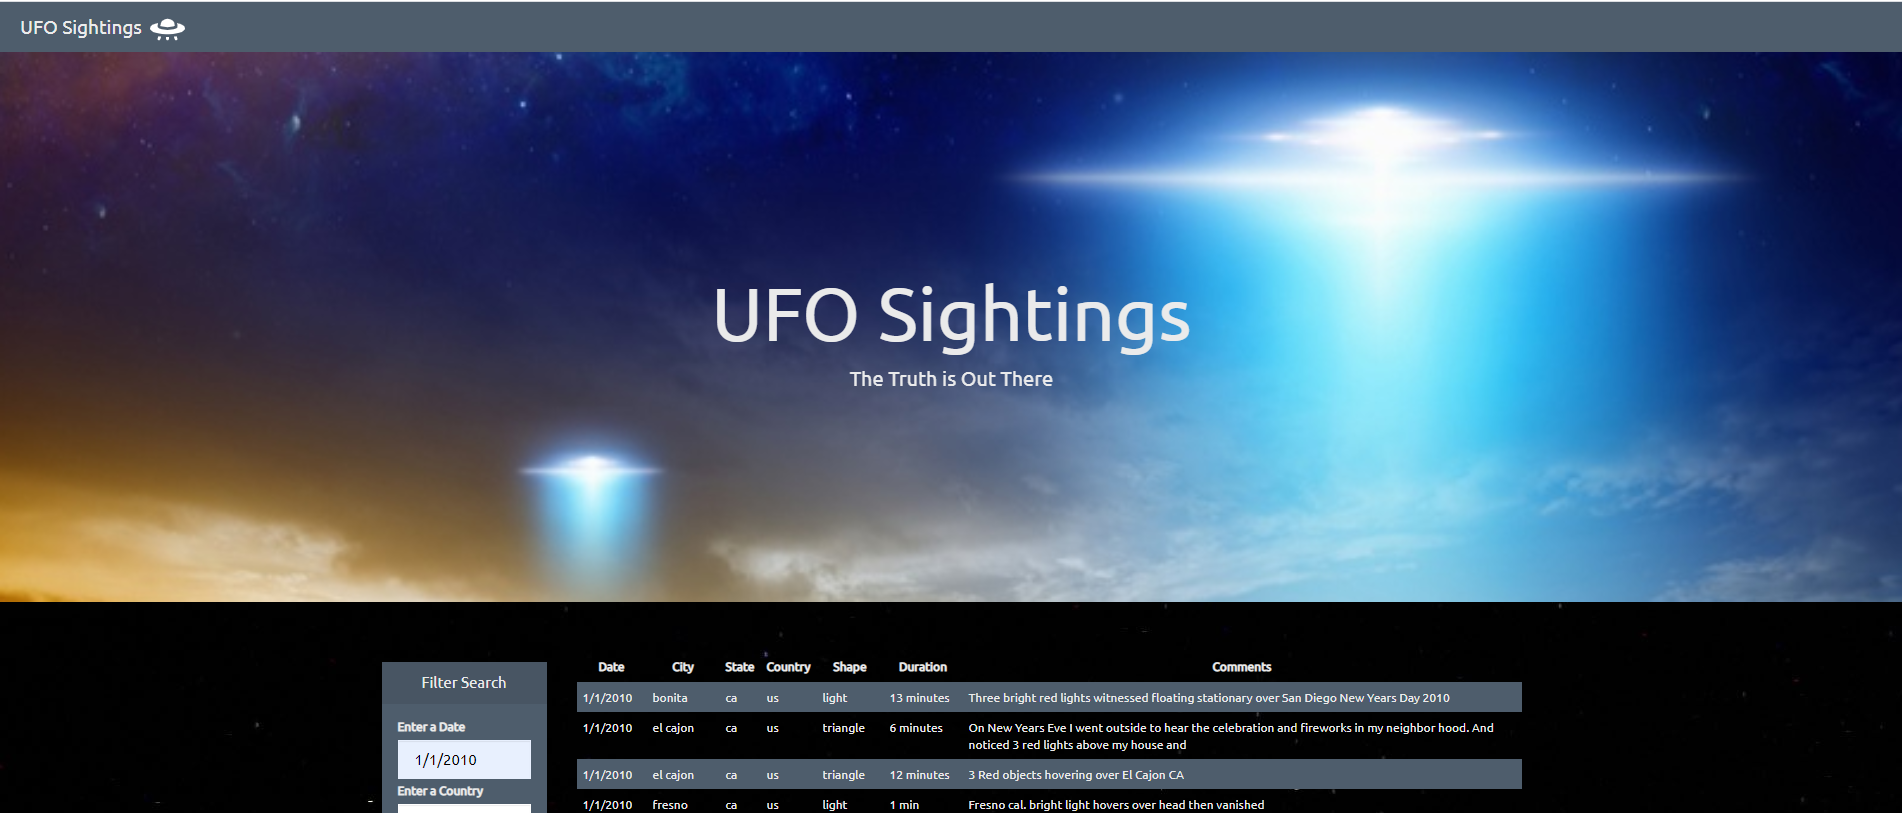 UFO Sightings
UFO Sightings
The Truth is Out There
Filter Search
Enter a Date
1/1/2010
Enter a Country
Date City State Country Shape Duration Comments
1/1/2010 bonita ca us light 13 minutes Three bright red lights witnessed floating stationary over San Diego New Years Day 2010
1/1/2010 el cajon ca us triangle 6 minutes On New Years Eve I went outside to hear the celebration and fireworks in my neighbor hood. And
noticed 3 red lights above my house and
1/1/2010 el cajon ca us triangle 12 minutes 3 Red objects hovering over El Cajon CA
1/1/2010 fresno ca us light 1 min Fresno cal. bright light hovers over head then vanished